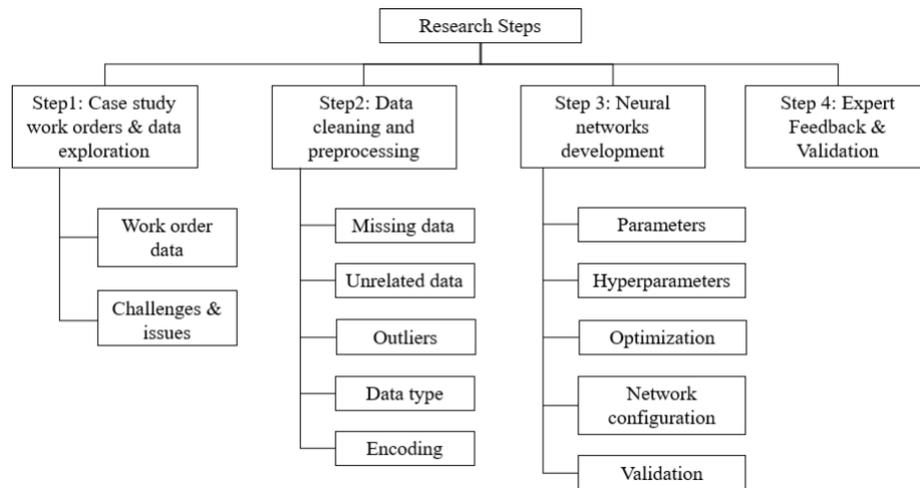 Research Steps
Step1: Case study
work orders & data
exploration
Work order
data
Challenges &
issues
Step2: Data
cleaning and
preprocessing
Missing data
Unrelated data
Outliers
Data type
Encoding
Step 3: Neural
networks
development
Parameters
Hyperparameters
Optimization
Network
configuration
Validation
Step 4: Expert
Feedback &
Validation